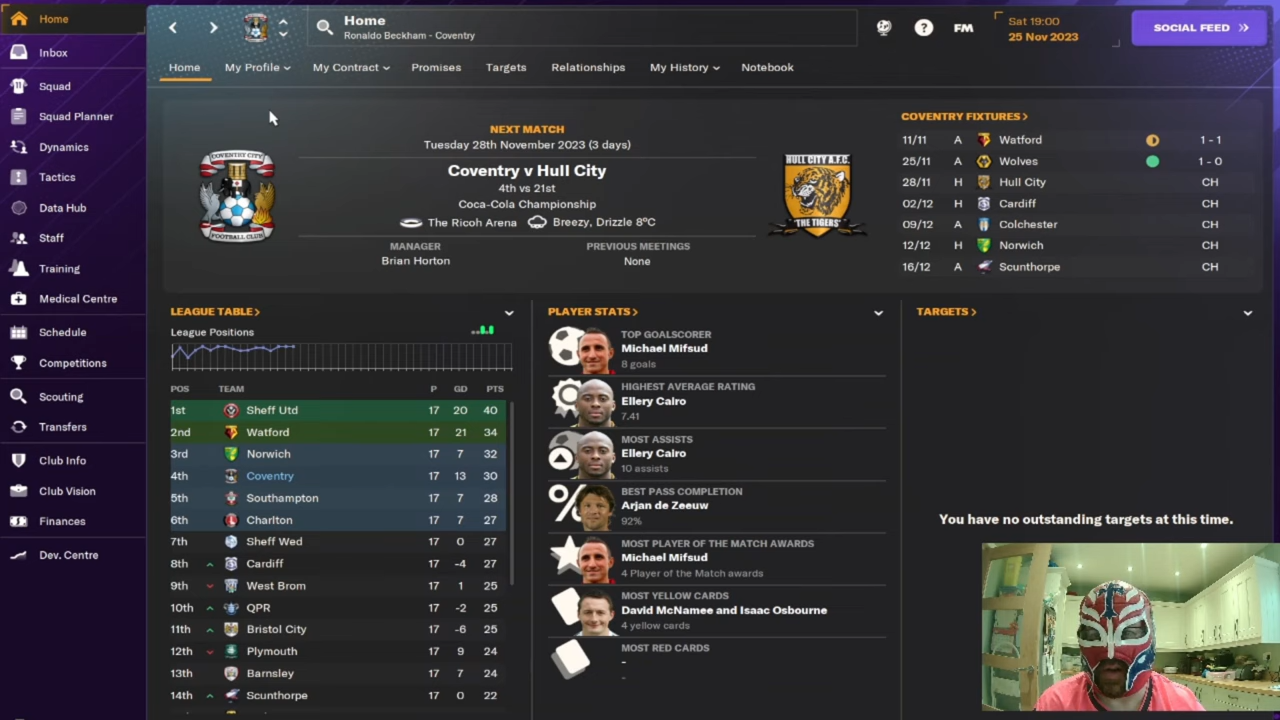 Home
Inbox
Squad
Squad Planner
Dynamics
Tactics
Data Hub
Staff
Training
Medical Centre
Schedule
Competitions
Scouting
Transfers
Club Info
Club Vision
Finances
Dev. Centre
Home
Ronaldo Beckham - Coventry
?
FM
Sat 19:00
25 Nov 2023
SOCIAL FEED
Home
My Profile
My Contract
Promises
Targets
Relationships
My History
Notebook
COVENTRY CITY
FOOTBALL CLUB
NEXT MATCH
Tuesday 28th November 2023 (3 days)
Coventry v Hull City
4th vs 21st
Coca-Cola Championship
The Ricoh Arena Breezy, Drizzle 8ºC
MANAGER
Brian Horton
PREVIOUS MEETINGS
None
HULL CITY A.F.C.
"THE TIGERS"
COVENTRY FIXTURES>
11/11 A Watford 1 - 1
25/11 A Wolves 1 - 0
28/11 H Hull City CH
02/12 H Cardiff CH
09/12 A Colchester CH
12/12 H Norwich CH
16/12 A Scunthorpe CH
LEAGUE TABLE>
League Positions
POS TEAM P GD PTS
1st Sheff Utd 17 20 40
2nd Watford 17 21 34
3rd Norwich 17 7 32
4th Coventry 17 13 30
5th Southampton 17 7 28
6th Charlton 17 7 27
7th Sheff Wed 17 0 27
8th Cardiff 17 -4 27
9th West Brom 17 1 25
10th QPR 17 -2 25
11th Bristol City 17 -6 25
12th Plymouth 17 9 24
13th Barnsley 17 7 24
14th Scunthorpe 17 0 22
PLAYER STATS>
TOP GOALSCORER
Michael Mifsud
8 goals
HIGHEST AVERAGE RATING
Ellery Cairo
7.41
MOST ASSISTS
Ellery Cairo
10 assists
BEST PASS COMPLETION
Arjan de Zeeuw
92%
MOST PLAYER OF THE MATCH AWARDS
Michael Mifsud
4 Player of the Match awards
MOST YELLOW CARDS
David McNamee and Isaac Osbourne
4 yellow cards
MOST RED CARDS
-
-
TARGETS >
You have no outstanding targets at this time.